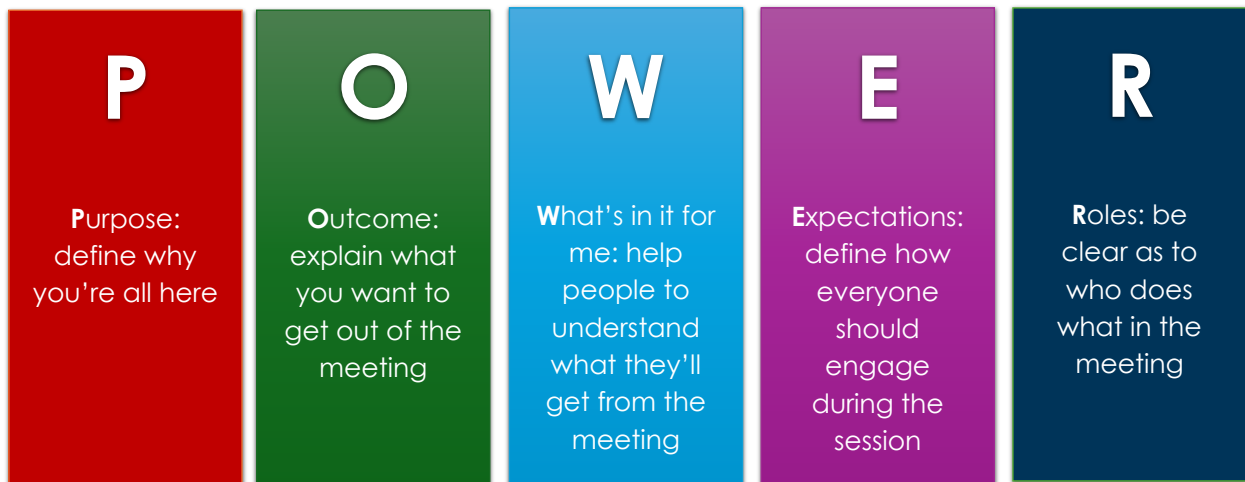 P
Purpose:
define why
you're all here
O
Outcome:
explain what
you want to
get out of the
meeting
W
What's in it for
me: help
people to
understand
what they'll
get from the
meeting
E
Expectations:
define how
everyone
should
engage
during the
session
R
Roles: be
clear as to
who does
what in the
meeting